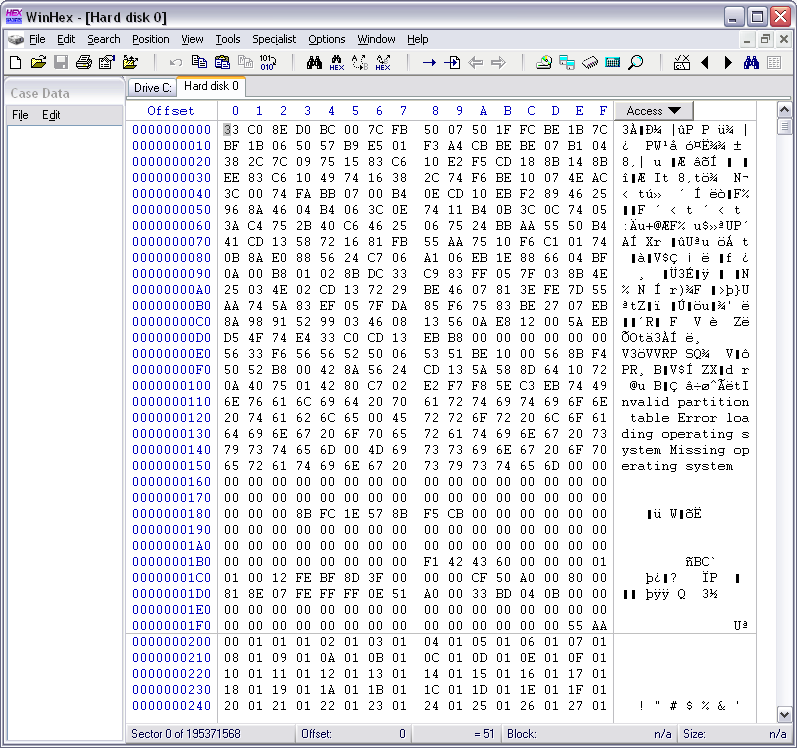 WinHex - [Hard disk 0]
File Edit Search Position View Tools Specialist Options Window Help
Case Data
File Edit
Drive C: Hard disk 0
Offset 0 1 2 3 4 5 6 7 8 9 A B C D E F Access
0000000000 33 C0 8E D0 BC 00 7C FB 50 07 50 1F FC BE 1B 7C
0000000010 BF 1B 06 50 57 B9 E5 01 F3 A4 CB BE BE 07 B1 04
0000000020 38 2C 7C 09 75 15 83 C6 10 E2 F5 CD 18 8B 14 8B
0000000030 EE 83 C6 10 49 74 16 38 2C 74 F6 BE 10 07 4E AC
0000000040 3C 00 74 FA BB 07 00 B4 0E CD 10 EB F2 89 46 25
0000000050 96 8A 46 04 B4 06 3C 0E 74 11 B4 0B 3C 0C 74 05
0000000060 3A C4 75 2B 40 C6 46 25 06 75 24 BB AA 55 50 B4
0000000070 41 CD 13 58 72 16 81 FB 55 AA 75 10 F6 C1 01 74
0000000080 0B 8A E0 88 56 24 C7 06 A1 06 EB 1E 88 66 04 BF
0000000090 0A 00 B8 01 02 8B DC 33 C9 83 FF 05 7F 03 8B 4E
00000000A0 25 03 4E 02 CD 13 72 29 BE 46 07 81 3E FE 7D 55
00000000B0 AA 74 5A 83 EF 05 7F DA 85 F6 75 83 BE 27 07 EB
00000000C0 8A 98 91 52 99 03 46 08 13 56 0A E8 12 00 5A EB
00000000D0 D5 4F 74 E4 33 C0 CD 13 EB B8 00 00 00 00 00 00
00000000E0 56 33 F6 56 56 52 50 06 53 51 BE 10 00 56 8B F4
00000000F0 50 52 B8 00 42 8A 56 24 CD 13 5A 58 8D 64 10 72
0000000100 0A 40 75 01 42 80 C7 02 E2 F7 F8 5E C3 EB 74 49
0000000110 6E 76 61 6C 69 64 20 70 61 72 74 69 74 69 6F 6E nvalid partition
0000000120 20 74 61 62 6C 65 00 45 72 72 6F 72 20 6C 6F 61 table Error loa
0000000130 64 69 6E 67 20 6F 70 65 72 61 74 69 6E 67 20 73 ding operating s
0000000140 79 73 74 65 6D 00 4D 69 73 73 69 6E 67 20 6F 70 ystem Missing op
0000000150 65 72 61 74 69 6E 67 20 73 79 73 74 65 6D 00 00 erating system
0000000160 00 00 00 00 00 00 00 00 00 00 00 00 00 00 00 00
0000000170 00 00 00 00 00 00 00 00 00 00 00 00 00 00 00 00
0000000180 00 00 00 8B FC 1E 57 8B F5 CB 00 00 00 00 00 00
0000000190 00 00 00 00 00 00 00 00 00 00 00 00 00 00 00 00
00000001A0 00 00 00 00 00 00 00 00 00 00 00 00 00 00 00 00
00000001B0 00 00 00 00 00 00 00 00 F1 42 43 60 00 00 00 01 ñBC`
00000001C0 01 00 12 FE BF 8D 3F 00 00 00 CF 50 A0 00 80 00
00000001D0 81 8E 07 FE FF FF 0E 51 A0 00 33 BD 04 0B 00 00
00000001E0 00 00 00 00 00 00 00 00 00 00 00 00 00 00 00 00
00000001F0 00 00 00 00 00 00 00 00 00 00 00 00 00 00 55 AA Uª
0000000200 00 01 01 01 02 01 03 01 04 01 05 01 06 01 07 01
0000000210 08 01 09 01 0A 01 0B 01 0C 01 0D 01 0E 01 0F 01
0000000220 10 01 11 01 12 01 13 01 14 01 15 01 16 01 17 01
0000000230 18 01 19 01 1A 01 1B 01 1C 01 1D 01 1E 01 1F 01
0000000240 20 01 21 01 22 01 23 01 24 01 25 01 26 01 27 01 ! " # $ % & '
Sector 0 of 195371568 Offset: 0 = 51 Block: n/a Size: n/a